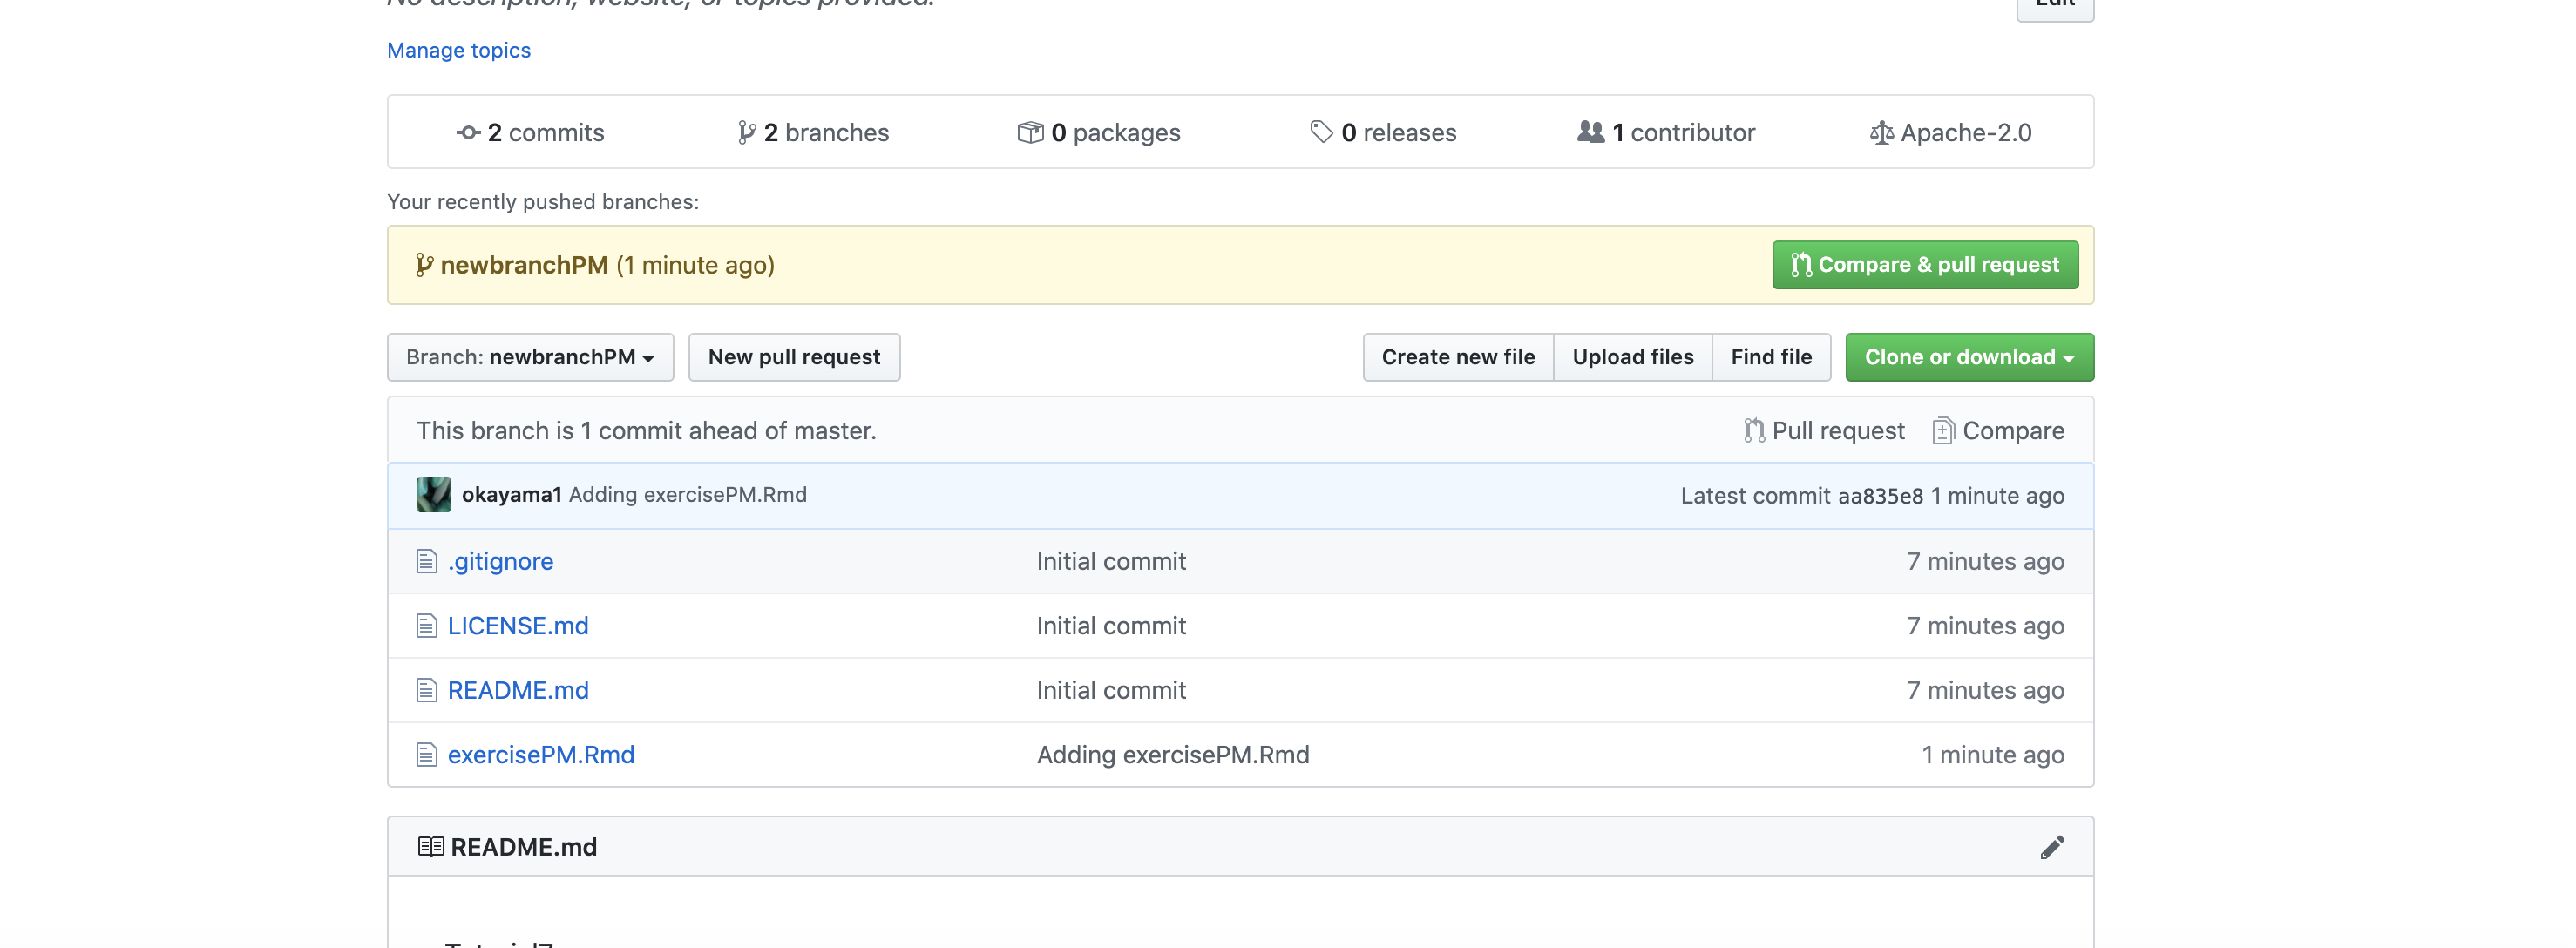 No description, website, or topics provided.
Edit
Manage topics
2 commits 2 branches 0 packages 0 releases 1 contributor Apache-2.0
Your recently pushed branches:
newbranchPM (1 minute ago) Compare & pull request
Branch: newbranchPM New pull request Create new file Upload files Find file Clone or download
This branch is 1 commit ahead of master. Pull request Compare
okayama1 Adding exercisePM.Rmd Latest commit aa835e8 1 minute ago
.gitignore Initial commit 7 minutes ago
LICENSE.md Initial commit 7 minutes ago
README.md Initial commit 7 minutes ago
exercisePM.Rmd Adding exercisePM.Rmd 1 minute ago
README.md